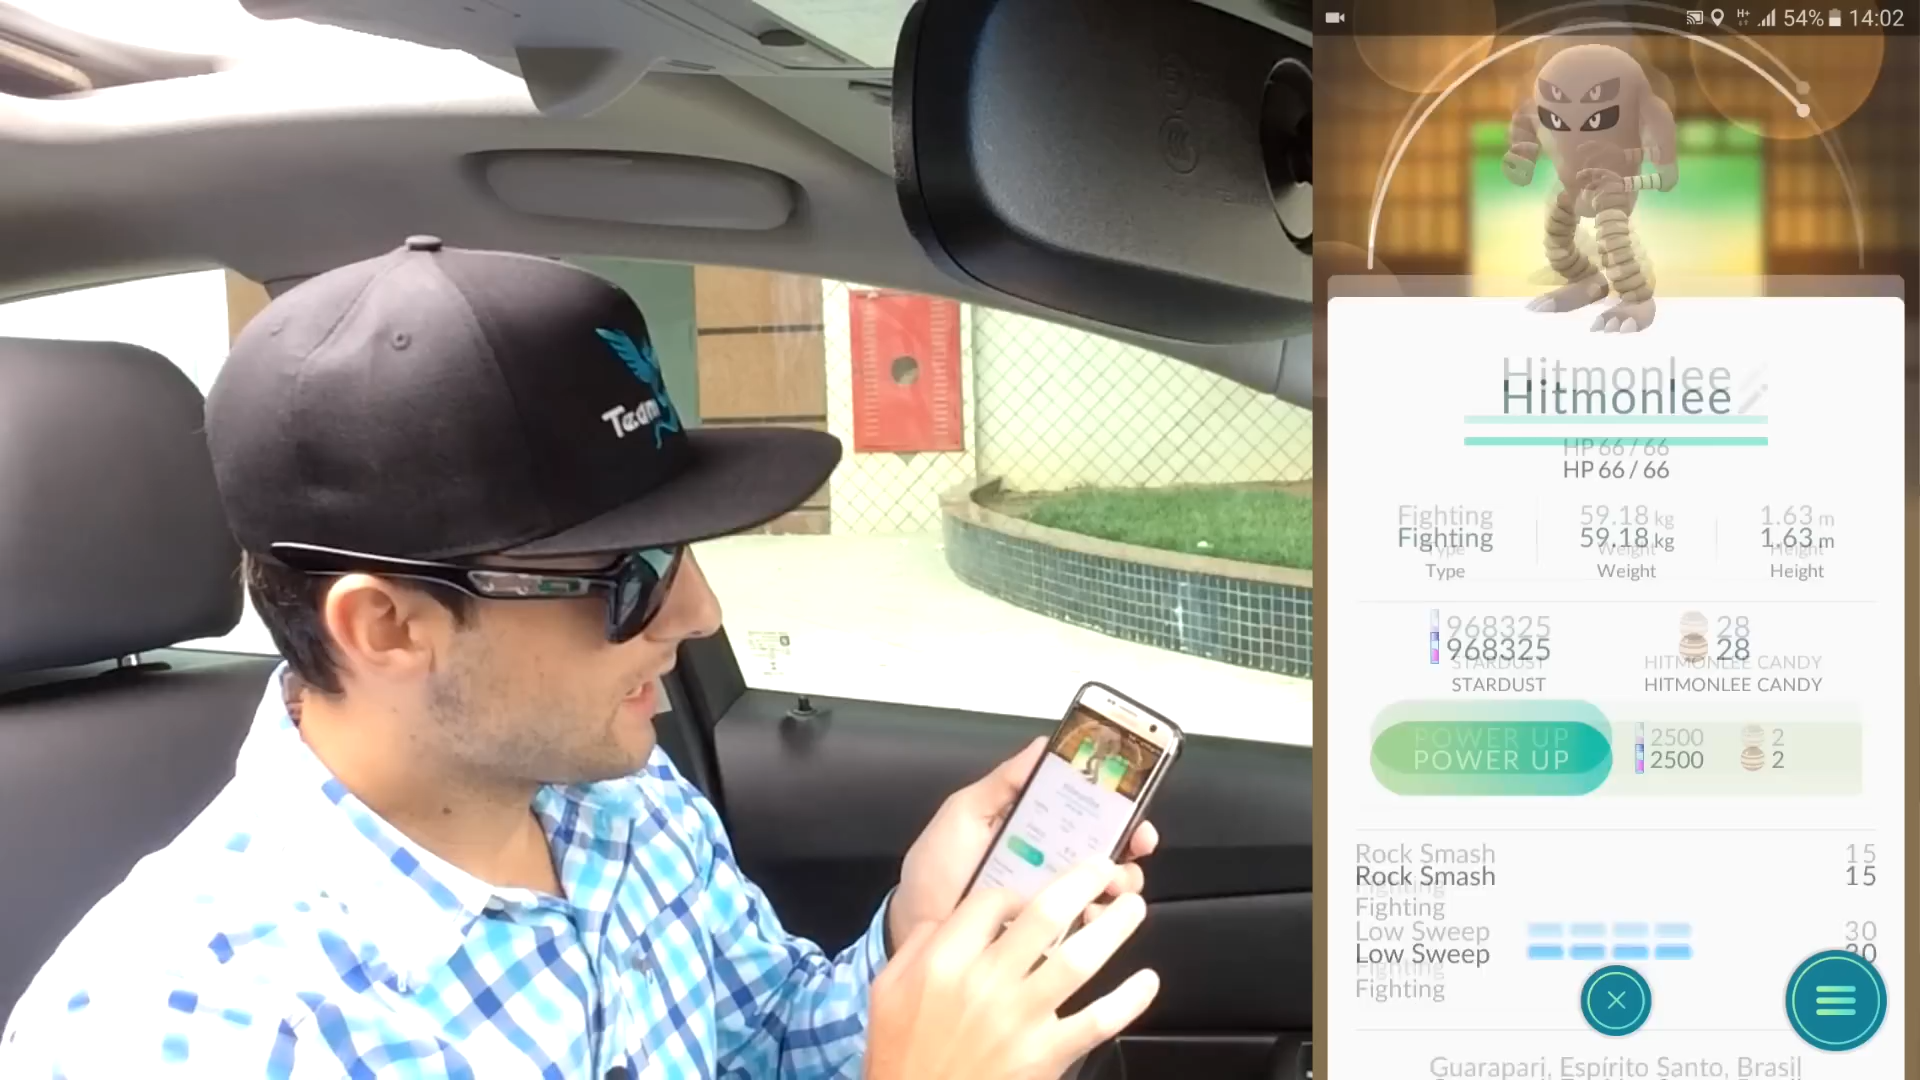 Team
54% 14:02
Hitmonlee
HP 66 / 66
Fighting 59.18 kg 1.63 m
Type Weight Height
968325 28
STARDUST HITMONLEE CANDY
POWER UP 2500 2
Rock Smash 15
Fighting
Low Sweep 30
Fighting
Guarapari, Espírito Santo, Brasil